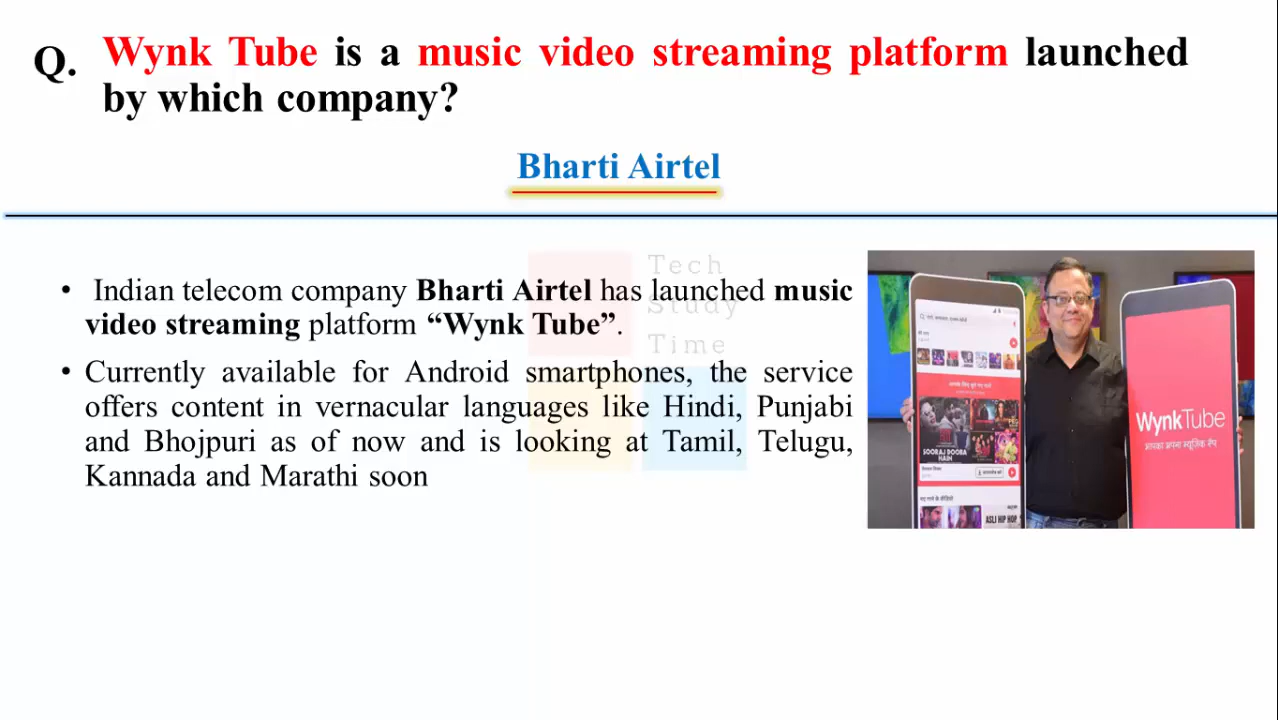 Q. Wynk Tube is a music video streaming platform launched
by which company?
Bharti Airtel
• Indian telecom company Bharti Airtel has launched music
video streaming platform “Wynk Tube”.
• Currently available for Android smartphones, the service
offers content in vernacular languages like Hindi, Punjabi
and Bhojpuri as of now and is looking at Tamil, Telugu,
Kannada and Marathi soon
Tech
Study
Time
SOORAJ DOOBA
HAIN
ASLI HIP HOP
WynkTube
आपका अपना म्यूज़िक ऍप